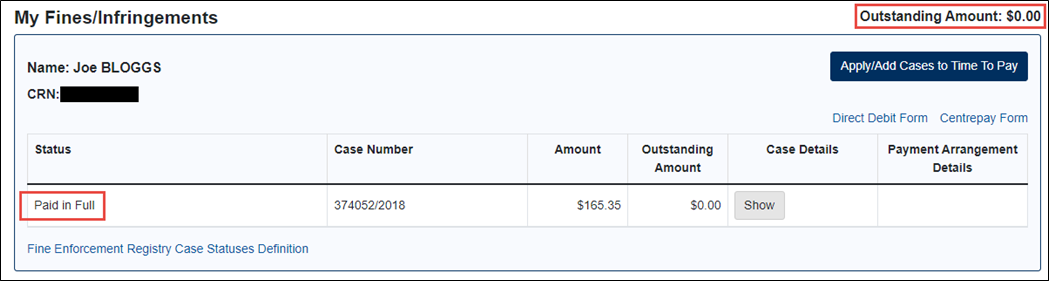 My Fines/Infringements
Outstanding Amount: $0.00
Name: Joe BLOGGS
Apply/Add Cases to Time To Pay
CRN:
Direct Debit Form Centrepay Form
Status Case Number Amount Outstanding Amount Case Details Payment Arrangement Details
Paid in Full 374052/2018 $165.35 $0.00 Show
Fine Enforcement Registry Case Statuses Definition